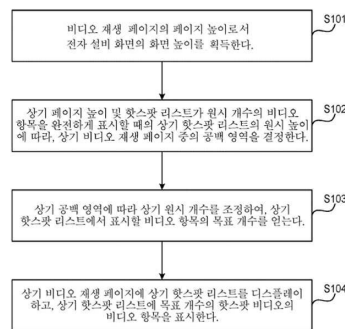 비디오 재생 페이지의 페이지 높이로서
전자 설비 화면의 화면 높이를 획득한다.
S101
상기 페이지 높이 및 핫스팟 리스트가 원시 개수의 비디오
항목을 완전하게 표시할 때의 상기 핫스팟 리스트의 원시 높이
에 따라, 상기 비디오 재생 페이지 중의 공백 영역을 결정한다.
S102
상기 공백 영역에 따라 상기 원시 개수를 조정하여, 상기
핫스팟 리스트에서 표시할 비디오 항목의 목표 개수를 얻는다.
S103
상기 비디오 재생 페이지에 상기 핫스팟 리스트를 디스플레이
하고, 상기 핫스팟 리스트에 목표 개수의 핫스팟 비디오의
비디오 항목을 표시한다.
S104